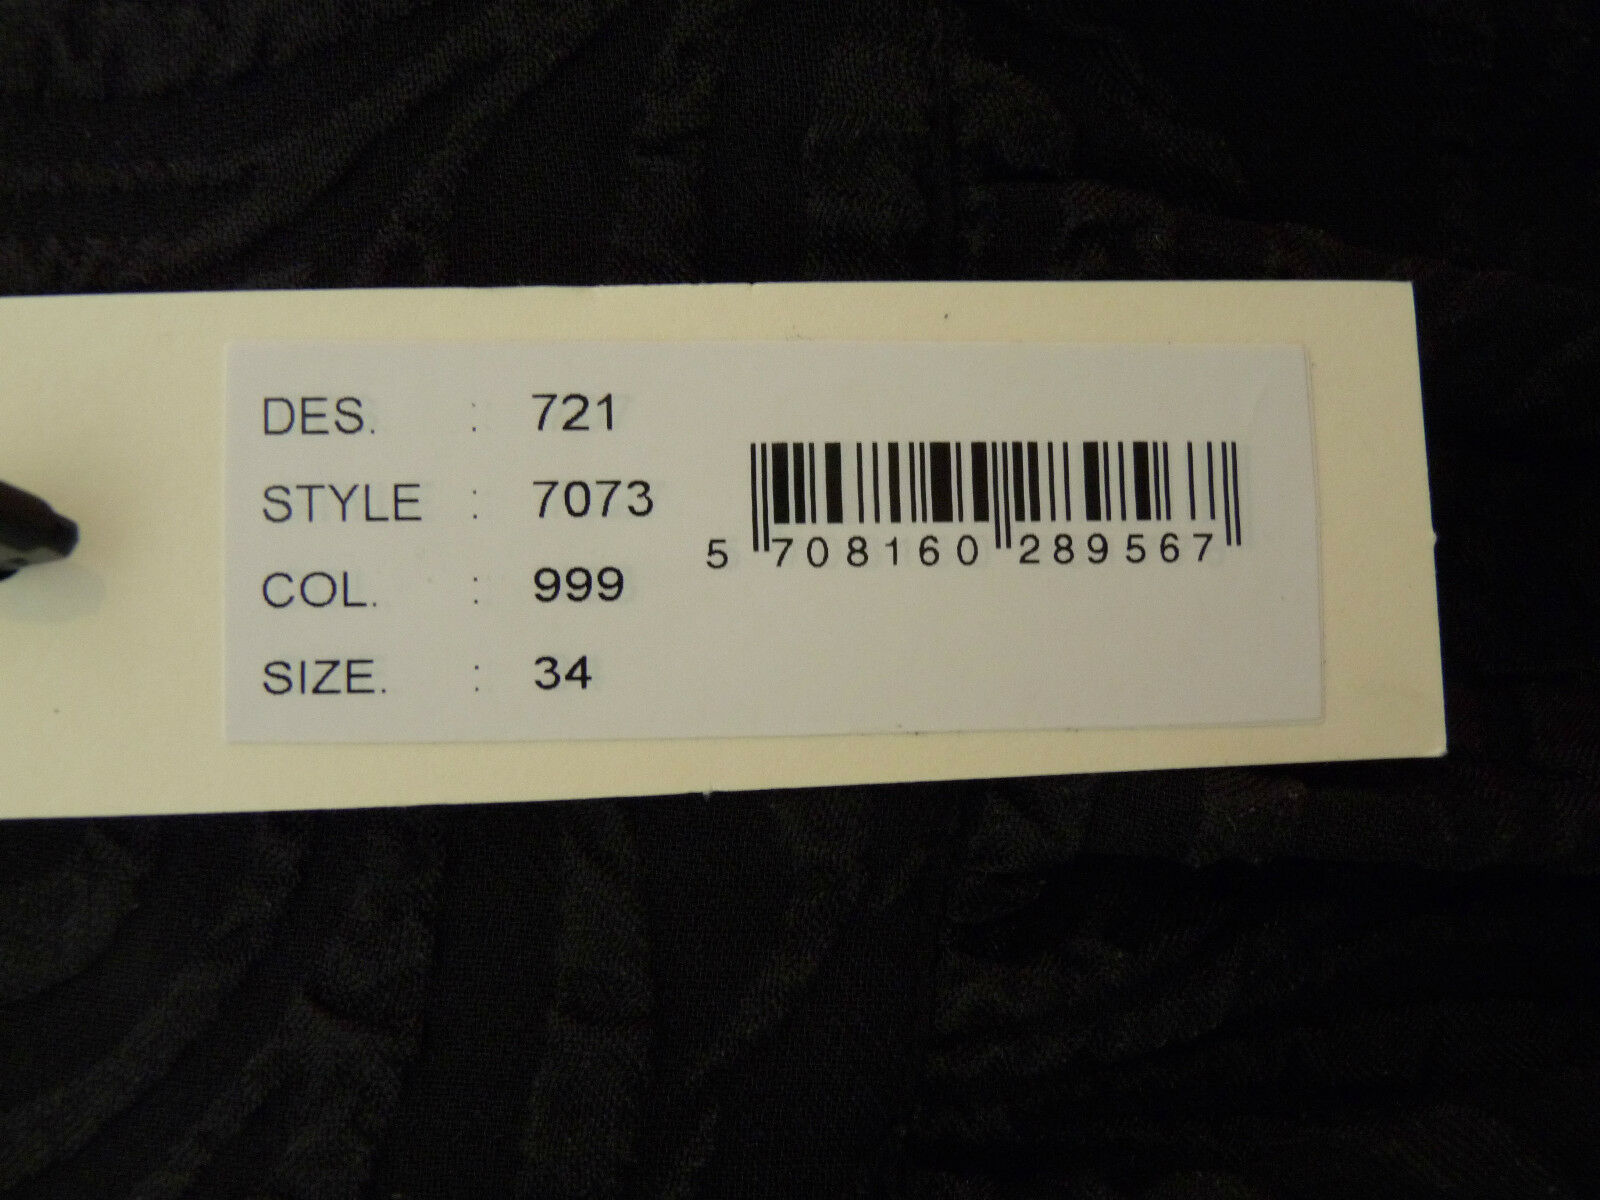 DES. : 721
STYLE : 7073
COL. : 999
SIZE. : 34
5 708160 289567